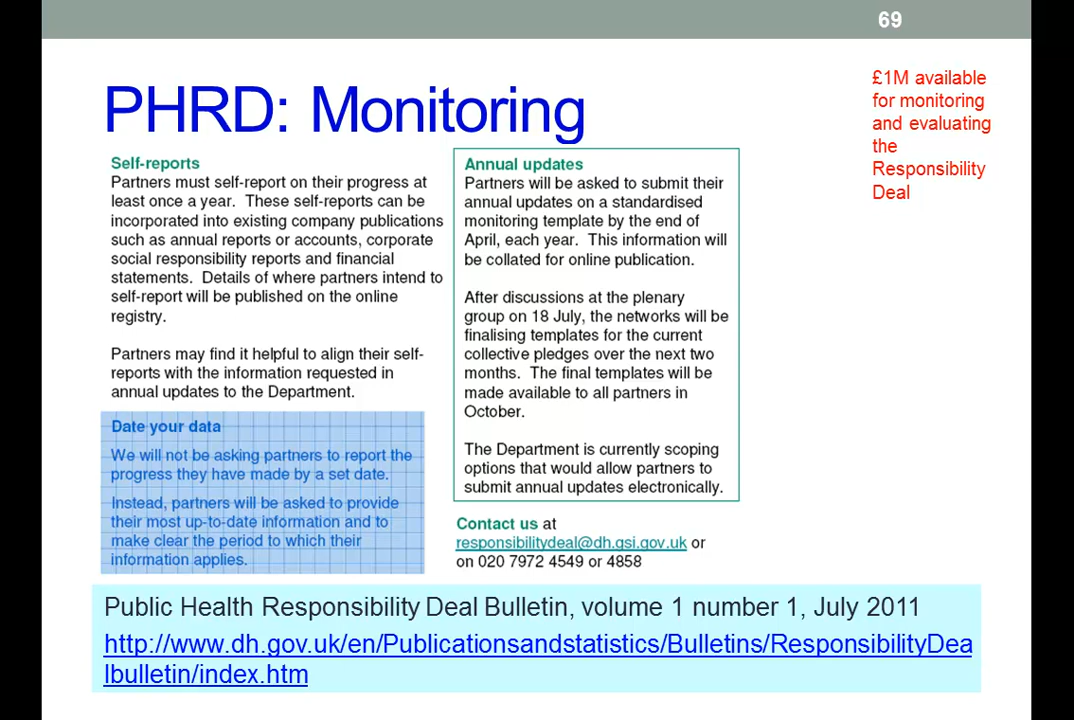 69
PHRD: Monitoring
£1M available
for monitoring
and evaluating
the
Responsibility
Deal
Self-reports
Partners must self-report on their progress at
least once a year. These self-reports can be
incorporated into existing company publications
such as annual reports or accounts, corporate
social responsibility reports and financial
statements. Details of where partners intend to
self-report will be published on the online
registry.
Partners may find it helpful to align their self-
reports with the information requested in
annual updates to the Department.
Date your data
We will not be asking partners to report the
progress they have made by a set date.
Instead, partners will be asked to provide
their most up-to-date information and to
make clear the period to which their
information applies.
Annual updates
Partners will be asked to submit their
annual updates on a standardised
monitoring template by the end of
April, each year. This information will
be collated for online publication.
After discussions at the plenary
group on 18 July, the networks will be
finalising templates for the current
collective pledges over the next two
months. The final templates will be
made available to all partners in
October.
The Department is currently scoping
options that would allow partners to
submit annual updates electronically.
Contact us at
responsibilitydeal@dh.gsi.gov.uk or
on 020 7972 4549 or 4858
Public Health Responsibility Deal Bulletin, volume 1 number 1, July 2011
http://www.dh.gov.uk/en/Publicationsandstatistics/Bulletins/ResponsibilityDea
lbulletin/index.htm